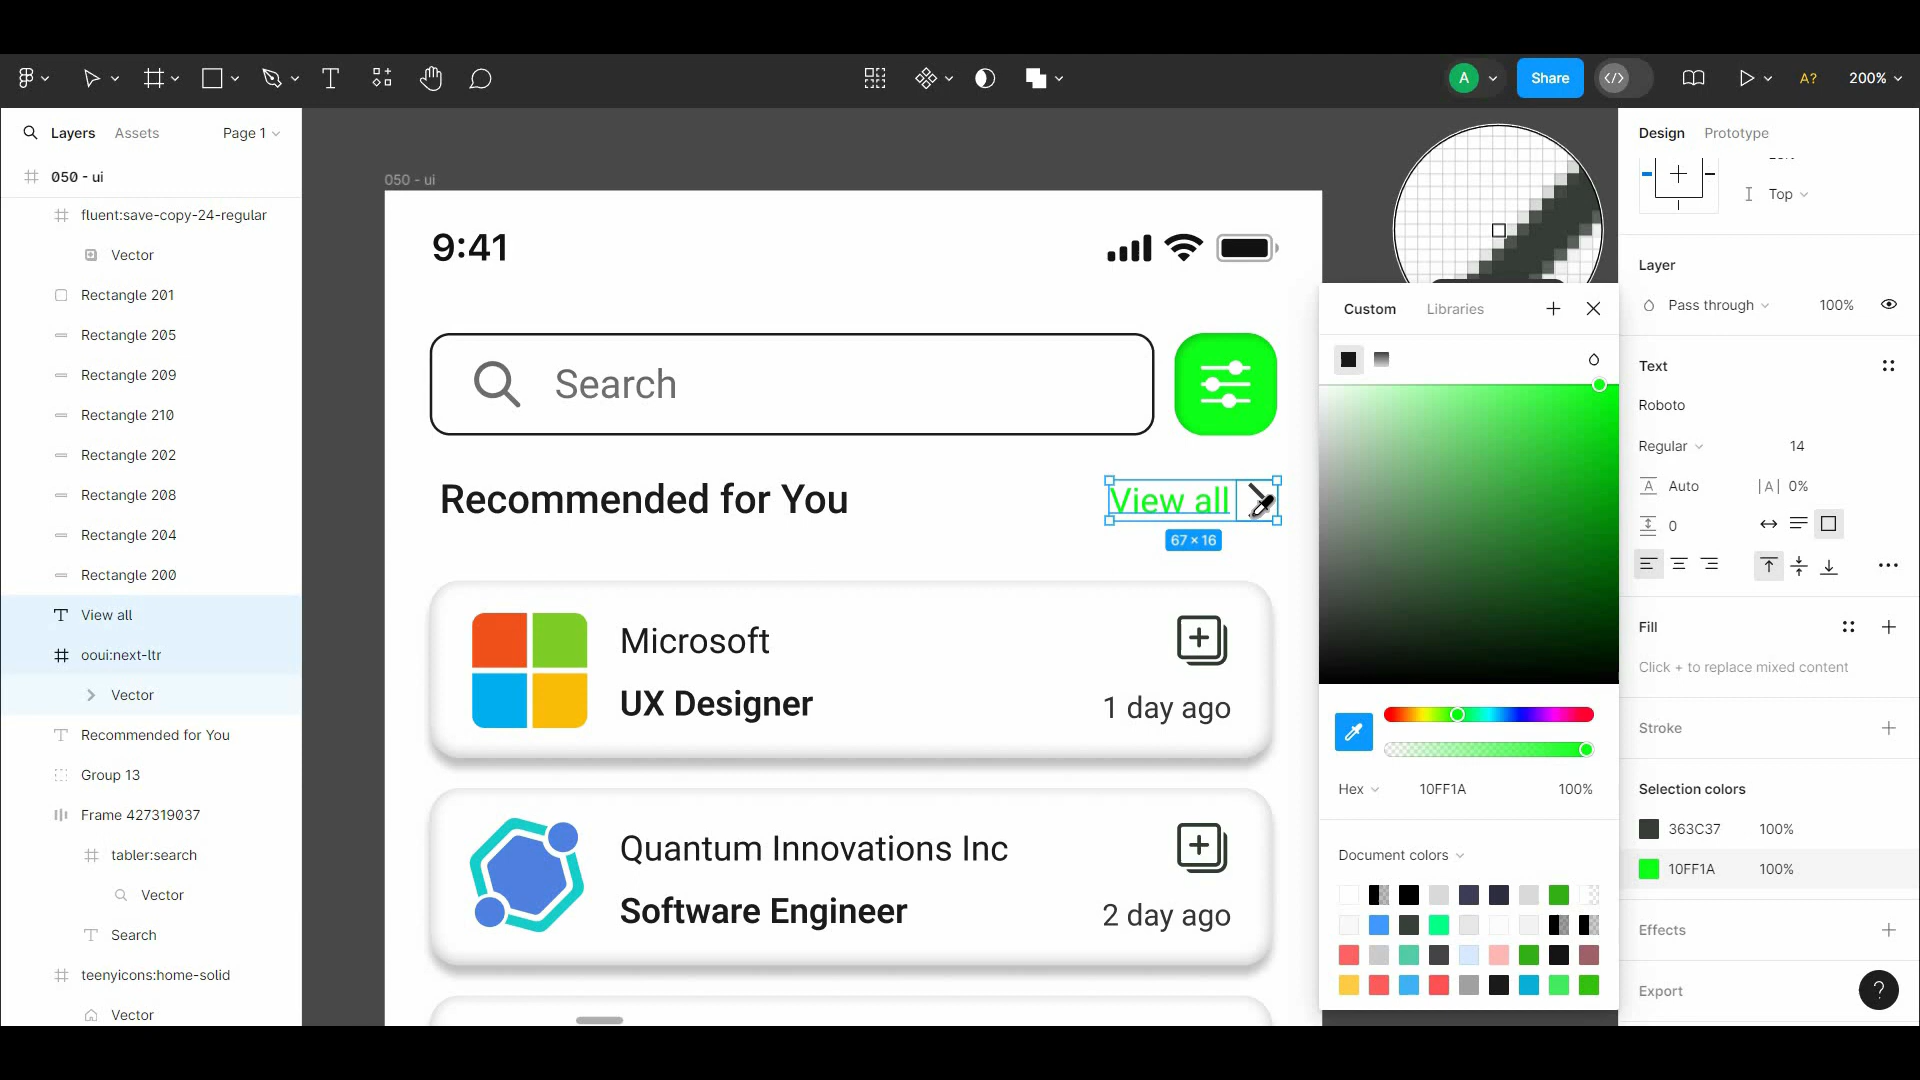 A
Share
</>
A?
200%
Layers
Assets
Page 1
Design
Prototype
050 - ui
fluent:save-copy-24-regular
Vector
Rectangle 201
Rectangle 205
Rectangle 209
Rectangle 210
Rectangle 202
Rectangle 208
Rectangle 204
Rectangle 200
View all
ooui:next-ltr
Vector
Recommended for You
Group 13
Frame 427319037
tabler:search
Vector
Search
teenyicons:home-solid
Vector
050 - ui
9:41
Search
Recommended for You
View all
67 × 16
Microsoft
UX Designer
1 day ago
Quantum Innovations Inc
Software Engineer
2 day ago
Custom
Libraries
Hex
10FF1A
100%
Document colors
Top
Layer
Pass through
100%
Text
Roboto
Regular
14
Auto
|A| 0%
0
Fill
Click + to replace mixed content
Stroke
Selection colors
363C37
100%
10FF1A
100%
Effects
Export
?